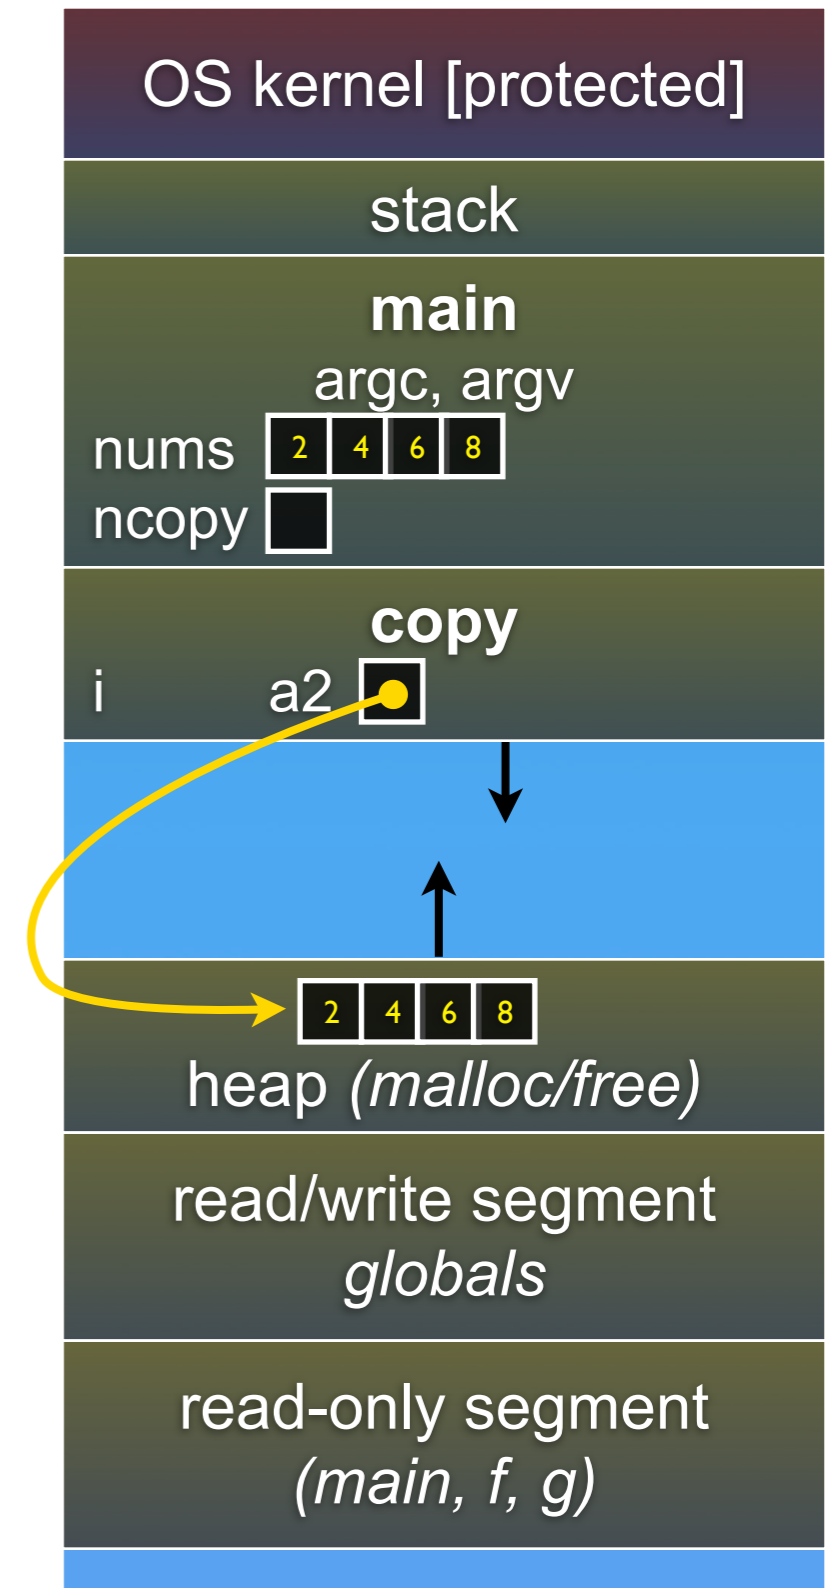 OS kernel [protected]
stack
main
argc, argv
nums 2 4 6 8
ncopy
copy
i a2
2 4 6 8
heap (malloc/free)
read/write segment
globals
read-only segment
(main, f, g)